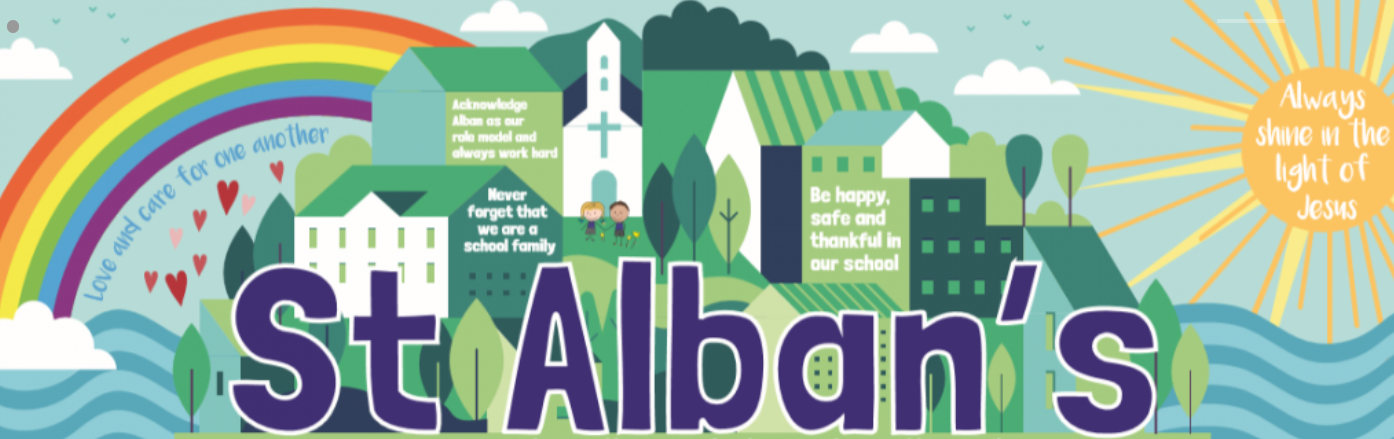 Love and care for one another
Acknowledge
Alban as our
role model and
always work hard
Never
forget that
we are a
school family
Be happy,
safe and
thankful in
our school
Always
shine in the
light of
Jesus
St Alban's